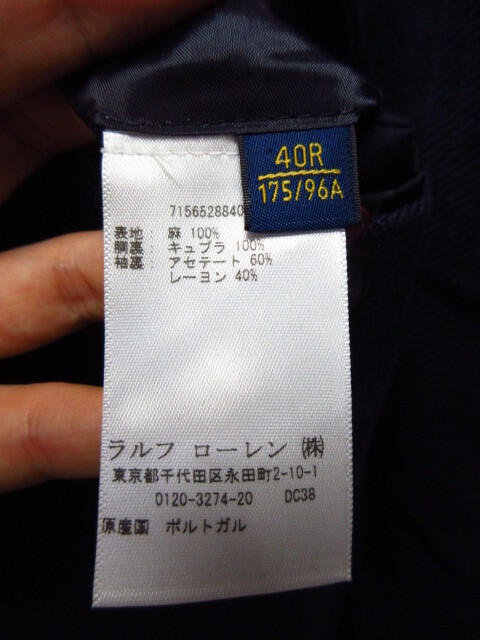 40R
175/96A
7156528840
表地: 麻 100%
胴裏: キュプラ 100%
袖裏: アセテート 60%
レーヨン 40%
ラルフ ローレン ㈱
東京都千代田区永田町2-10-1
0120-3274-20 DC38
原産国 ポルトガル